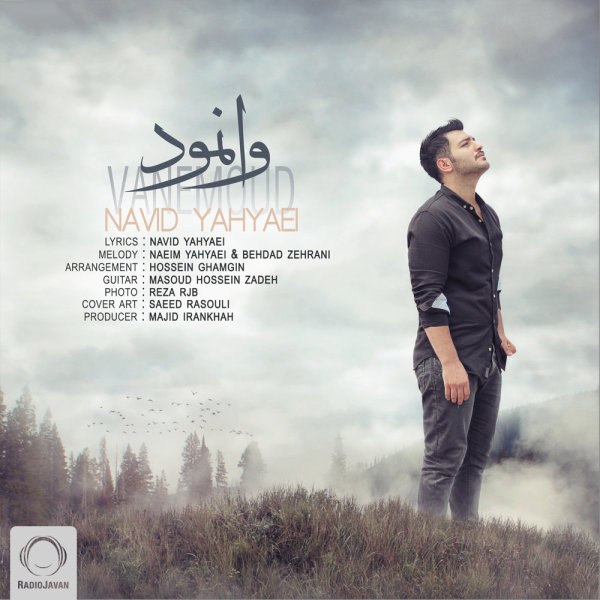 وانمود
VANEMOUD
NAVID YAHYAEI
LYRICS : NAVID YAHYAEI
MELODY : NAEIM YAHYAEI & BEHDAD ZEHRANI
ARRANGEMENT : HOSSEIN GHAMGIN
GUITAR : MASOUD HOSSEIN ZADEH
PHOTO : REZA RJB
COVER ART : SAEED RASOULI
PRODUCER : MAJID IRANKHAH
RADIOJAVAN